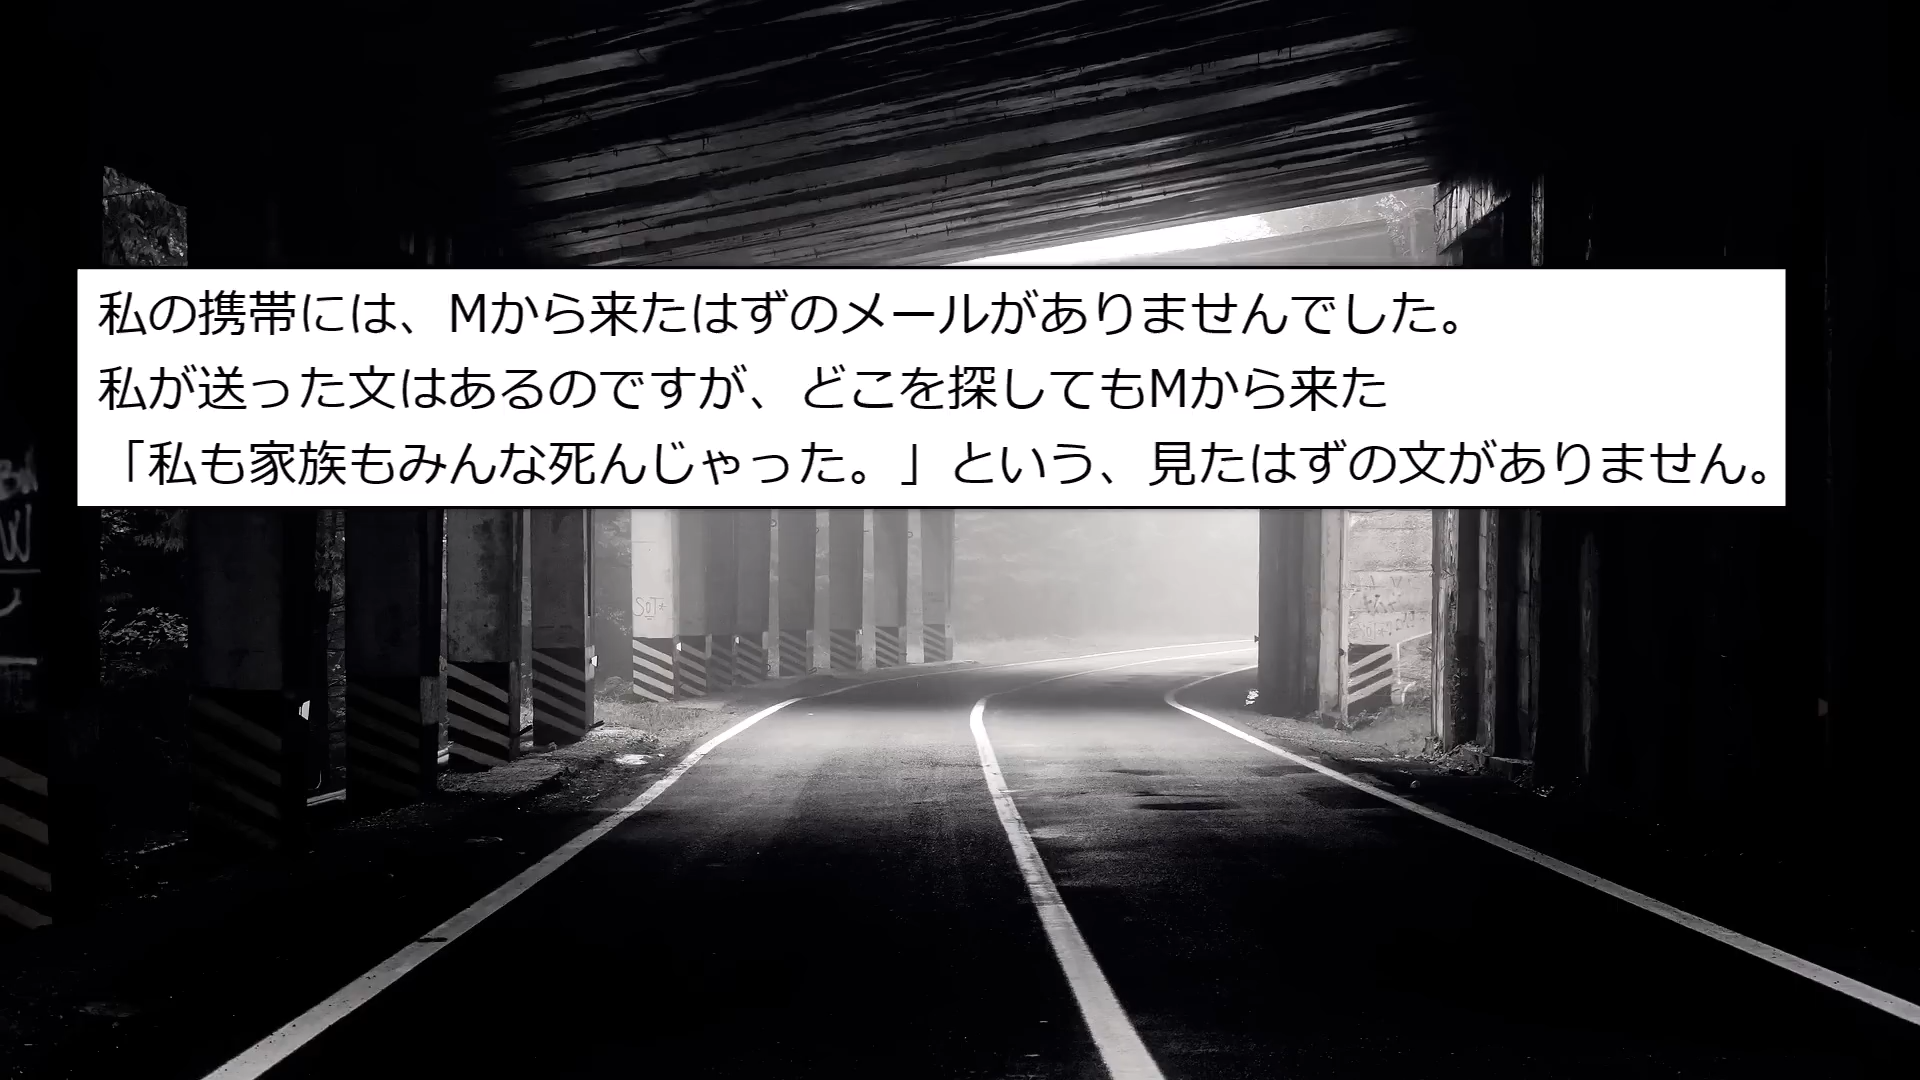 私の携帯には、Mから来たはずのメールがありませんでした。
私が送った文はあるのですが、どこを探してもMから来た
「私も家族もみんな死んじゃった。」という、見たはずの文がありません。
SOT*